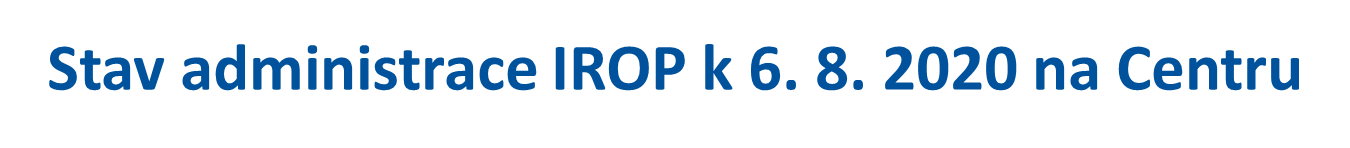 Stav administrace IROP k 6. 8. 2020 na Centru